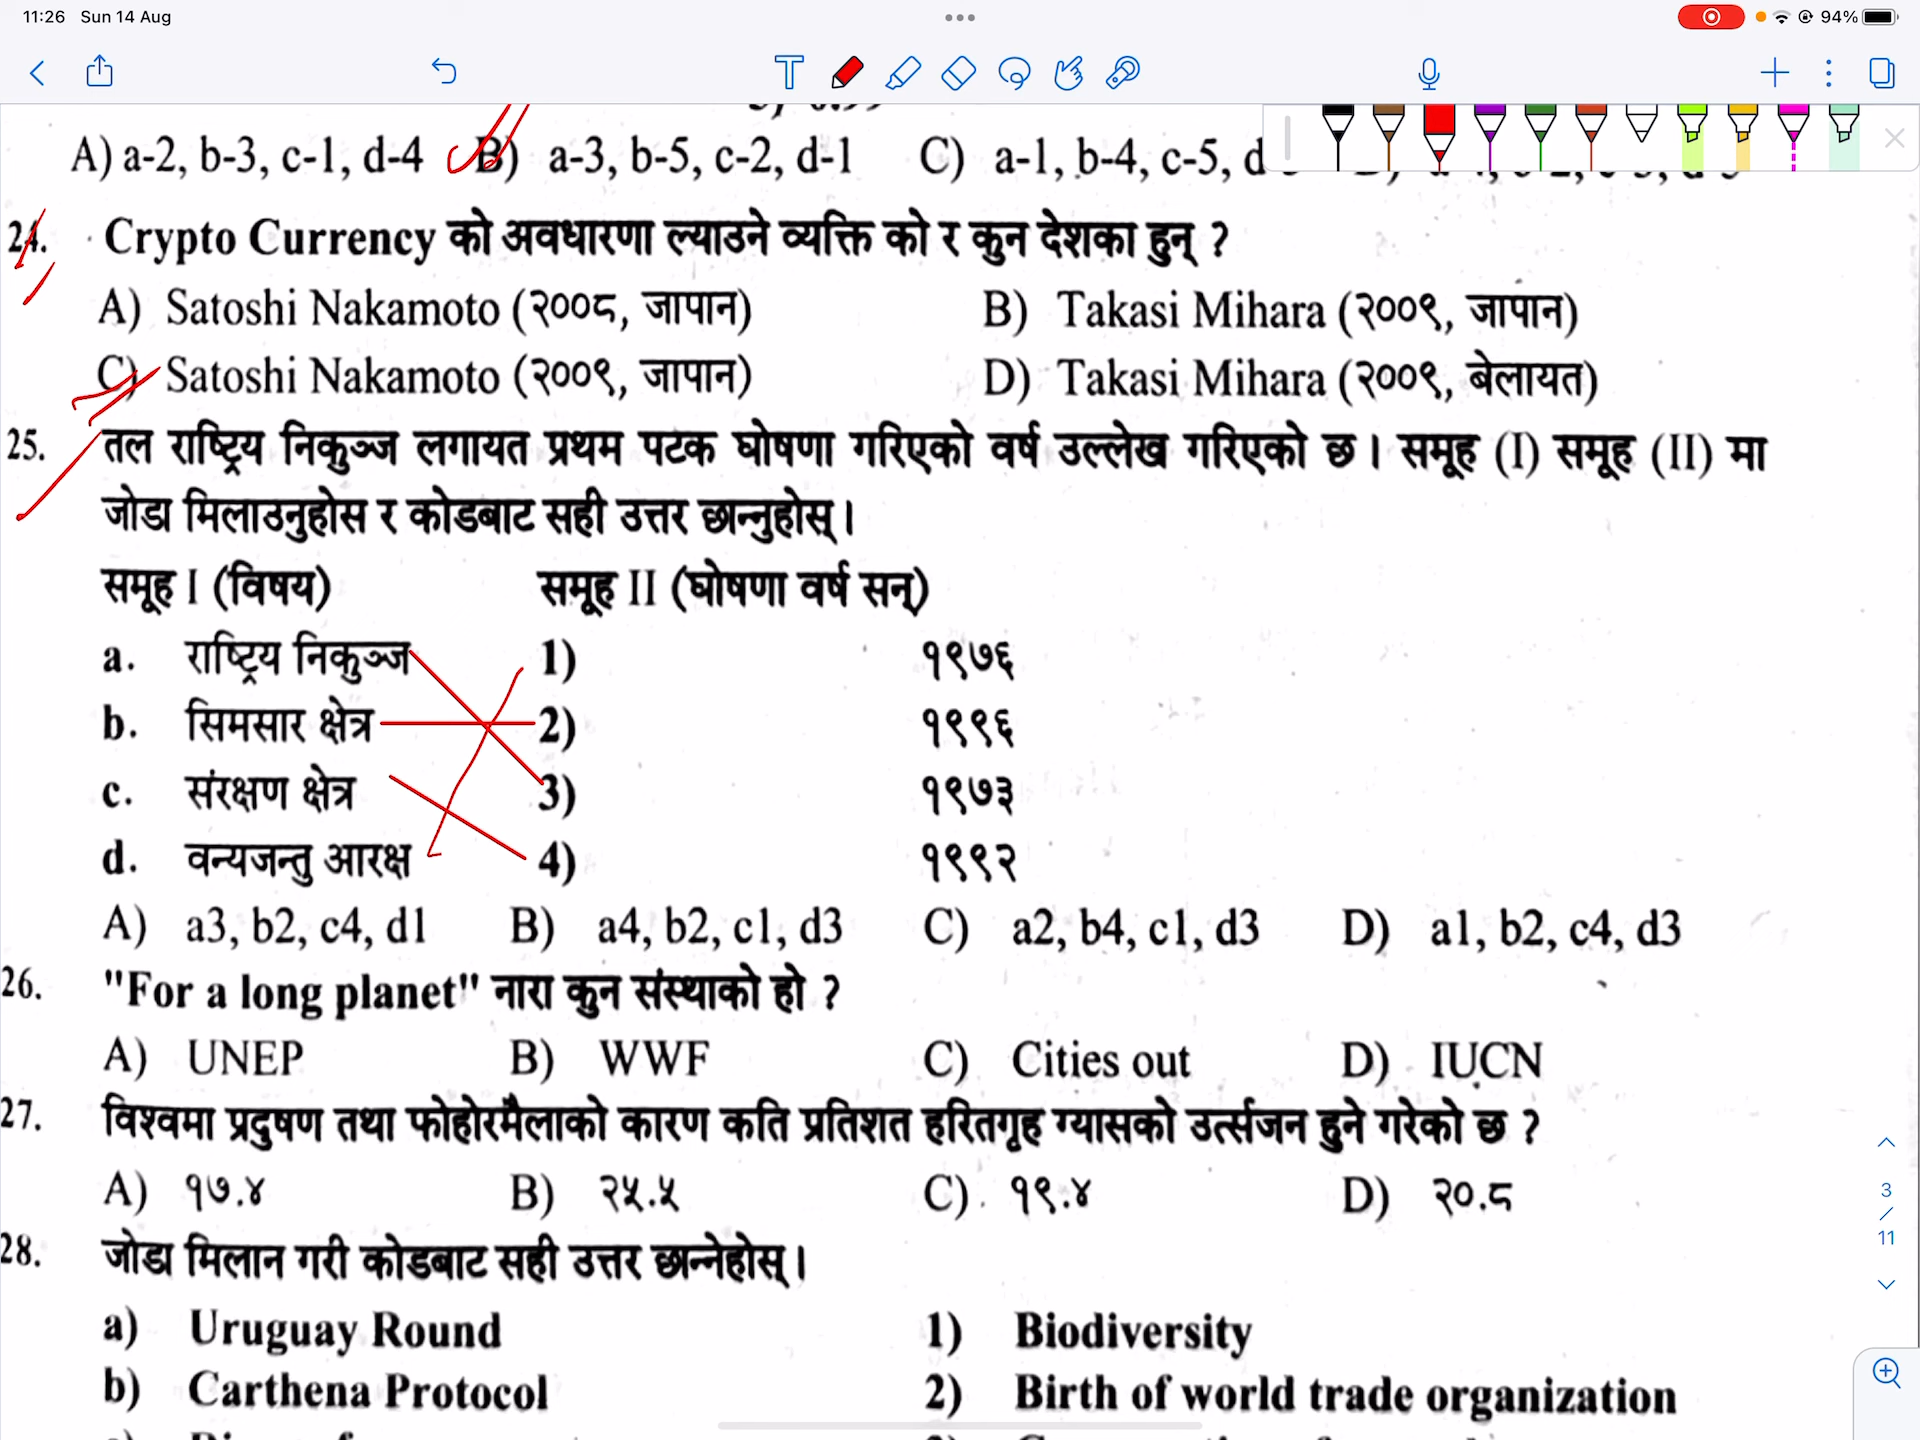 11:26 Sun 14 Aug
94%
A) a-2, b-3, c-1, d-4 B) a-3, b-5, c-2, d-1 C) a-1, b-4, c-5, d
24. Crypto Currency को अवधारणा ल्याउने व्यक्ति को र कुन देशका हुन् ?
A) Satoshi Nakamoto (२००८, जापान) B) Takasi Mihara (२००९, जापान)
C) Satoshi Nakamoto (२००९, जापान) D) Takasi Mihara (२००९, बेलायत)
25. तल राष्ट्रिय निकुञ्ज लगायत प्रथम पटक घोषणा गरिएको वर्ष उल्लेख गरिएको छ । समूह (I) समूह (II) मा
जोडा मिलाउनुहोस र कोडबाट सही उत्तर छान्नुहोस् ।
समूह I (विषय) समूह II (घोषणा वर्ष सन्)
a. राष्ट्रिय निकुञ्ज 1) १९७६
b. सिमसार क्षेत्र 2) १९९६
c. संरक्षण क्षेत्र 3) १९७३
d. वन्यजन्तु आरक्ष 4) १९९२
A) a3, b2, c4, d1 B) a4, b2, c1, d3 C) a2, b4, c1, d3 D) a1, b2, c4, d3
26. "For a long planet" नारा कुन संस्थाको हो ?
A) UNEP B) WWF C) Cities out D) IUCN
27. विश्वमा प्रदुषण तथा फोहोरमैलाको कारण कति प्रतिशत हरितगृह ग्यासको उर्त्सजन हुने गरेको छ ?
A) १७.४ B) २५.५ C) १९.४ D) २०.८
3
/
11
28. जोडा मिलान गरी कोडबाट सही उत्तर छान्नेहोस् ।
a) Uruguay Round 1) Biodiversity
b) Carthena Protocol 2) Birth of world trade organization